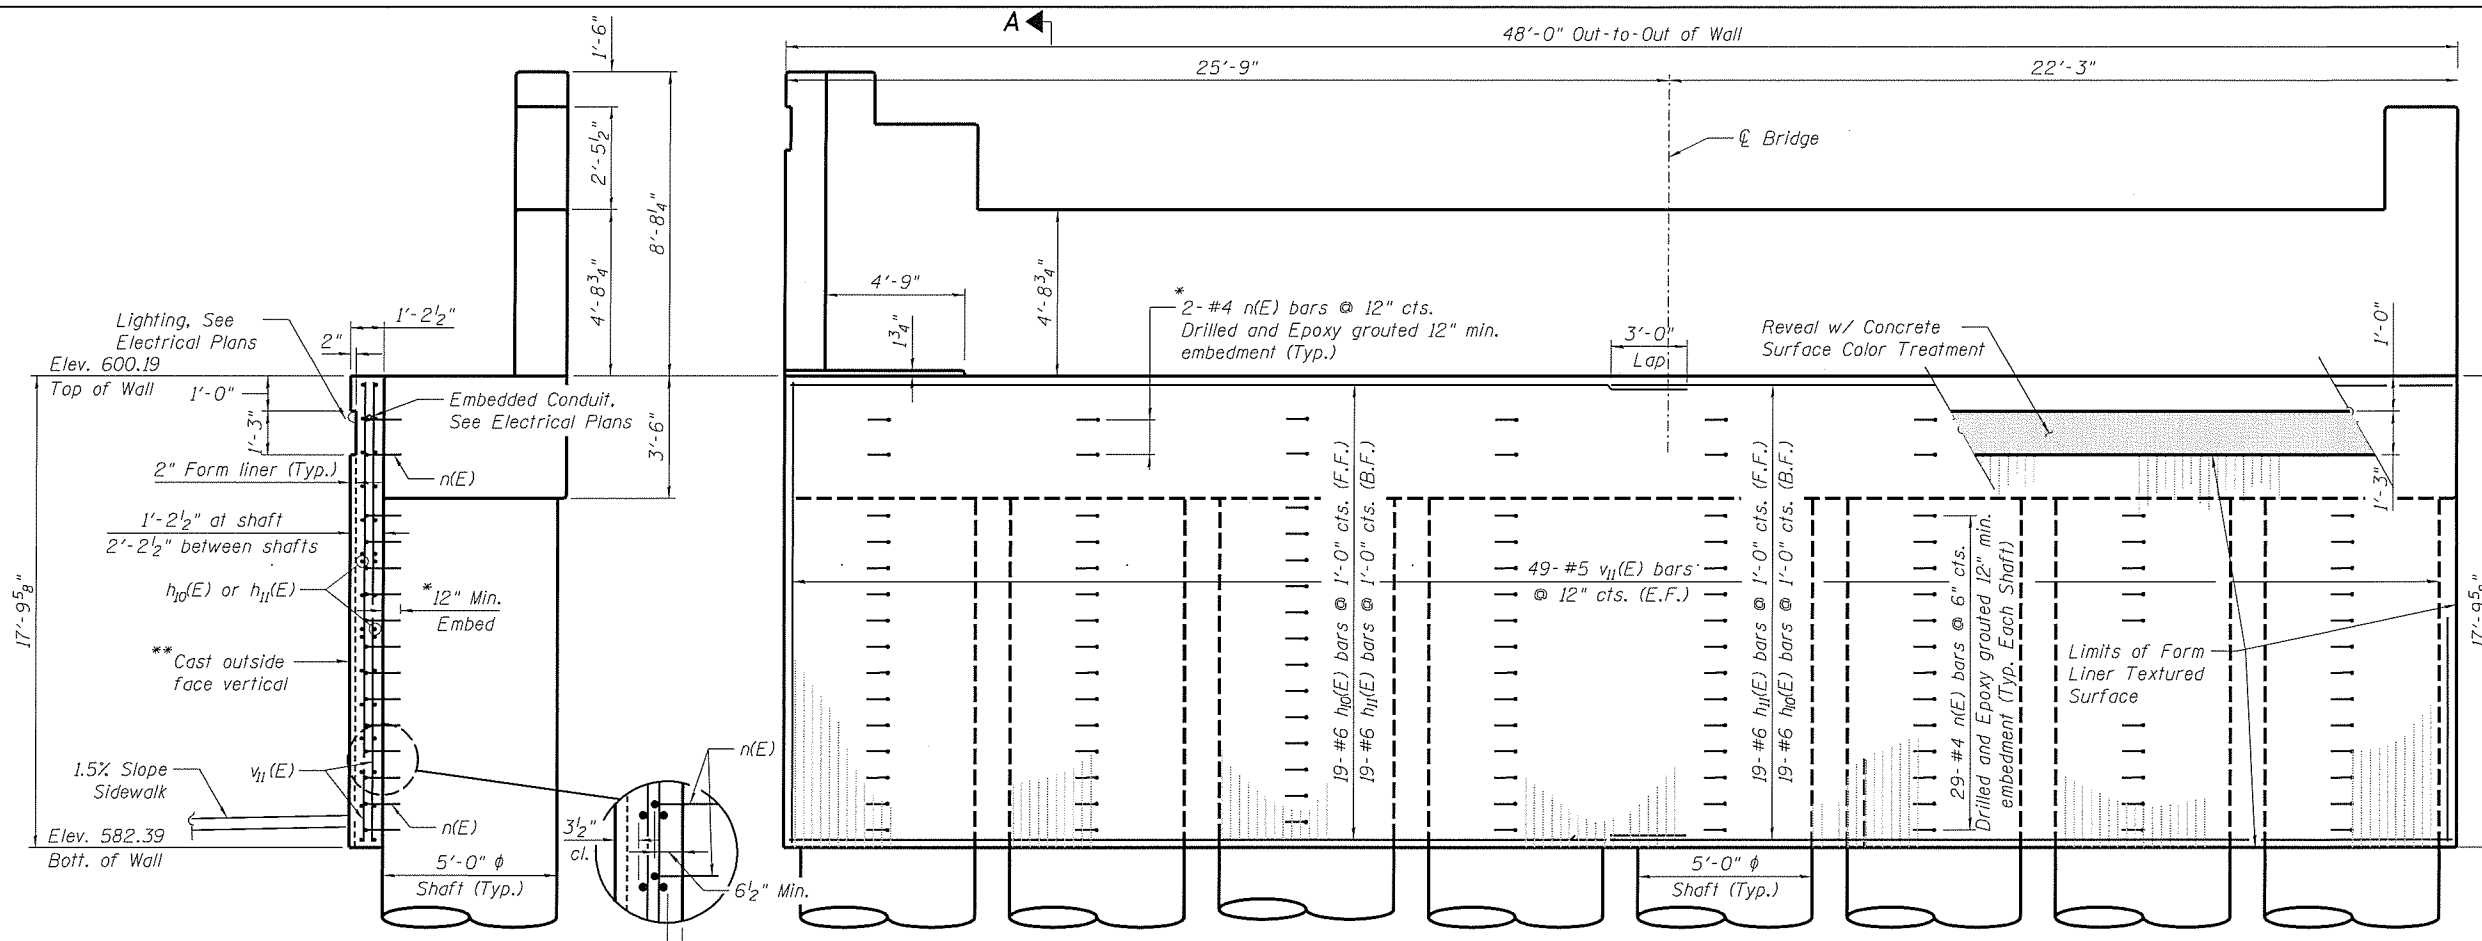 A
48'-0" Out-to-Out of Wall
25'-9"
22'-3"
1'-6"
2'-5½"
8'-8¼"
4'-8¾"
℄ Bridge
4'-9"
1¾"
4'-8¾"
*
2- #4 n(E) bars @ 12" cts.
Drilled and Epoxy grouted 12" min.
embedment (Typ.)
3'-0"
Lap
Reveal w/ Concrete
Surface Color Treatment
1'-0"
1'-3"
Lighting, See
Electrical Plans
1'-2½"
2"
Elev. 600.19
Top of Wall
1'-0"
1'-3"
Embedded Conduit,
See Electrical Plans
3'-6"
2" Form liner (Typ.)
n(E)
1'-2½" at shaft
2'-2½" between shafts
h10(E) or h11(E)
*12" Min.
Embed
17'-9⅝"
**Cast outside
face vertical
v11(E)
1.5% Slope
Sidewalk
n(E)
Elev. 582.39
Bott. of Wall
5'-0" ϕ
Shaft (Typ.)
n(E)
3½"
cl.
6½" Min.
19- #6 h10(E) bars @ 1'-0" cts. (F.F.)
19- #6 h11(E) bars @ 1'-0" cts. (B.F.)
49- #5 v11(E) bars
@ 12" cts. (E.F.)
19- #6 h11(E) bars @ 1'-0" cts. (F.F.)
19- #6 h10(E) bars @ 1'-0" cts. (B.F.)
29- #4 n(E) bars @ 6" cts.
Drilled and Epoxy grouted 12" min.
embedment (Typ. Each Shaft)
Limits of Form
Liner Textured
Surface
17'-9⅝"
5'-0" ϕ
Shaft (Typ.)